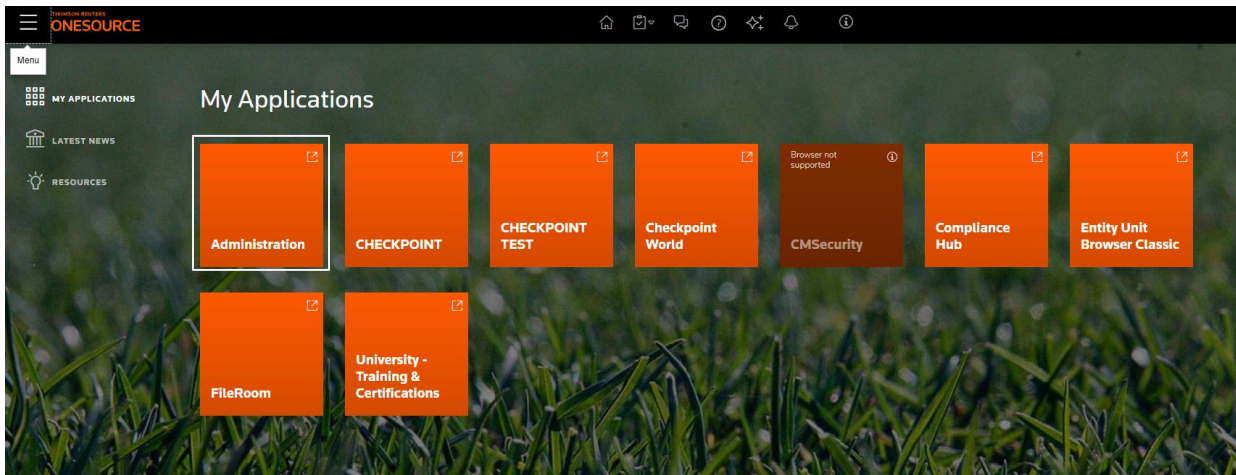 THOMSON REUTERS
ONESOURCE
Menu
MY APPLICATIONS
LATEST NEWS
RESOURCES
My Applications
Administration
CHECKPOINT
CHECKPOINT
TEST
Checkpoint
World
Browser not
supported
CMSecurity
Compliance
Hub
Entity Unit
Browser Classic
FileRoom
University -
Training &
Certifications